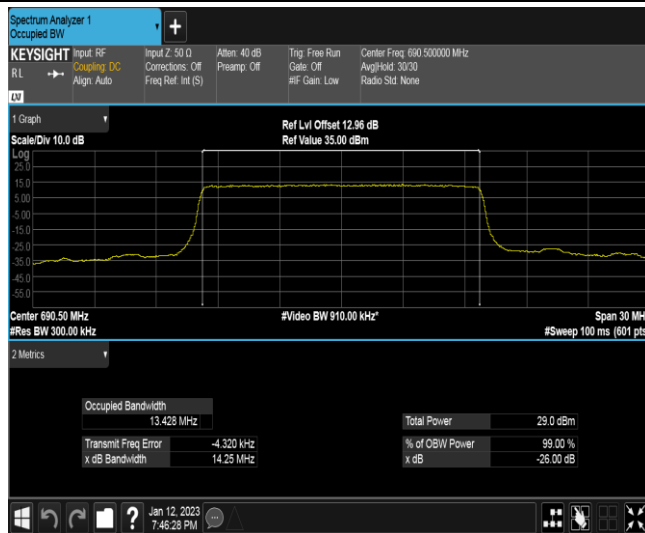 Spectrum Analyzer 1
Occupied BW
+
KEYSIGHT Input: RF Input Z: 50 Ω Atten: 40 dB Trig: Free Run Center Freq: 690.500000 MHz
RL Coupling: DC Corrections: Off Preamp: Off Gate: Off Avg|Hold: 30/30
Align: Auto Freq Ref: Int (S) #IF Gain: Low Radio Std: None
LXI
1 Graph
Ref Lvl Offset 12.96 dB
Scale/Div 10.0 dB Ref Value 35.00 dBm
Log
25.0
15.0
5.00
-5.00
-15.0
-25.0
-35.0
-45.0
-55.0
Center 690.50 MHz #Video BW 910.00 kHz* Span 30 MH
#Res BW 300.00 kHz #Sweep 100 ms (601 pts
2 Metrics
Occupied Bandwidth
13.428 MHz Total Power 29.0 dBm
Transmit Freq Error -4.320 kHz % of OBW Power 99.00 %
x dB Bandwidth 14.25 MHz x dB -26.00 dB
? Jan 12, 2023
7:46:28 PM